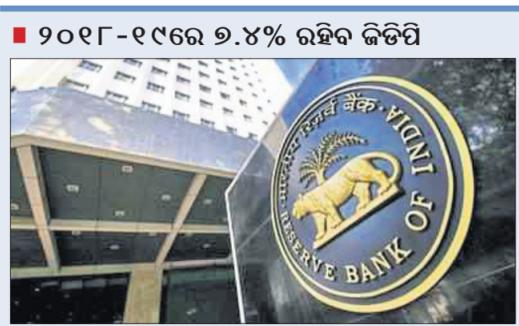 ୨୦୧୮-୧୯ରେ ୭.୪% ରହିବ ଜିଡିପି
भारतीय रिज़र्व बैंक
RESERVE BANK OF INDIA